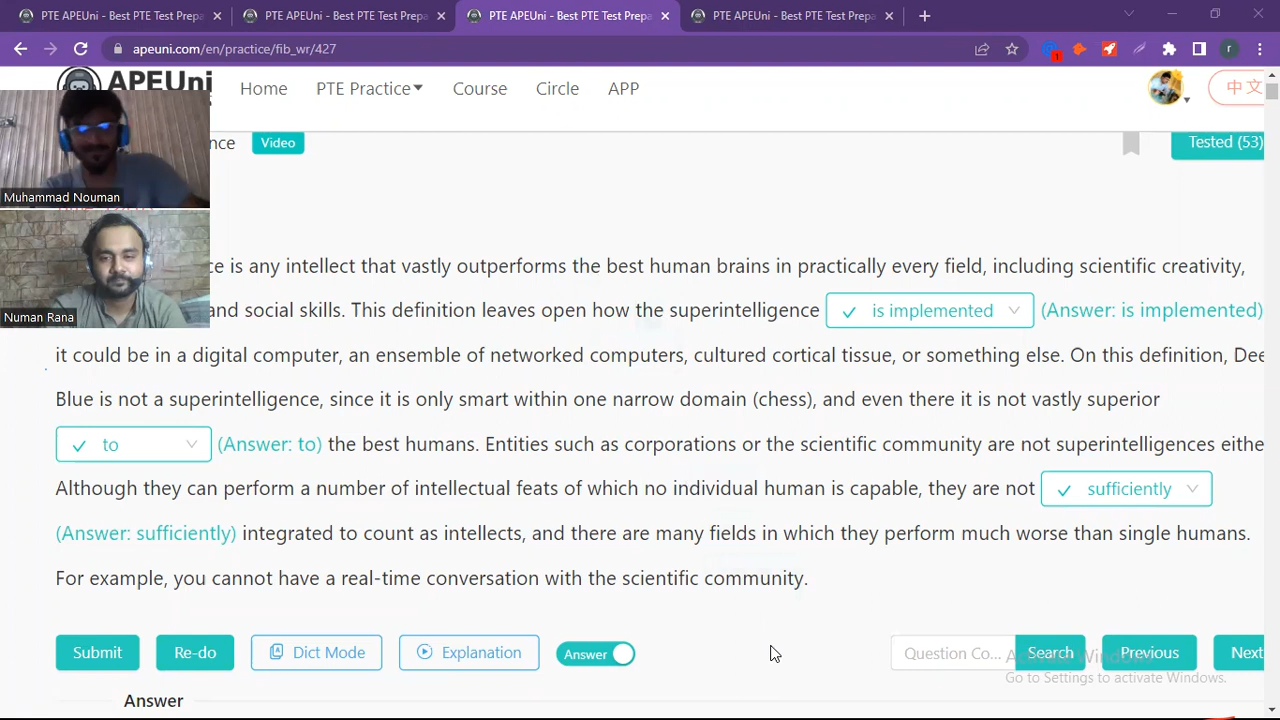 PTE APEUni - Best PTE Test Prepa
PTE APEUni - Best PTE Test Prepa
PTE APEUni - Best PTE Test Prepa
PTE APEUni - Best PTE Test Prepa
apeuni.com/en/practice/fib_wr/427
1
r
APEUni
Home
PTE Practice
Course
Circle
APP
中文
nce
Video
Tested (53)
Muhammad Nouman
Numan Rana
ce is any intellect that vastly outperforms the best human brains in practically every field, including scientific creativity,
and social skills. This definition leaves open how the superintelligence is implemented (Answer: is implemented)
it could be in a digital computer, an ensemble of networked computers, cultured cortical tissue, or something else. On this definition, Dee
Blue is not a superintelligence, since it is only smart within one narrow domain (chess), and even there it is not vastly superior
to (Answer: to) the best humans. Entities such as corporations or the scientific community are not superintelligences eithe
Although they can perform a number of intellectual feats of which no individual human is capable, they are not sufficiently
(Answer: sufficiently) integrated to count as intellects, and there are many fields in which they perform much worse than single humans.
For example, you cannot have a real-time conversation with the scientific community.
Submit
Re-do
Dict Mode
Explanation
Answer
Question Co...
Search
Previous
Next
Activate Windows
Go to Settings to activate Windows.
Answer